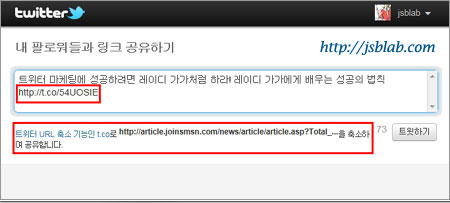 twitter
jsblab
내 팔로워들과 링크 공유하기
http://jsblab.com
트위터 마케팅에 성공하려면 레이디 가가처럼 하라! 레이디 가가에게 배우는 성공의 법칙
http://t.co/54UOSIE
트위터 URL 축소 기능인 t.co로 http://article.joinsmsn.com/news/article/article.asp?Total_...을 축소하
며 공유합니다.
73
트윗하기